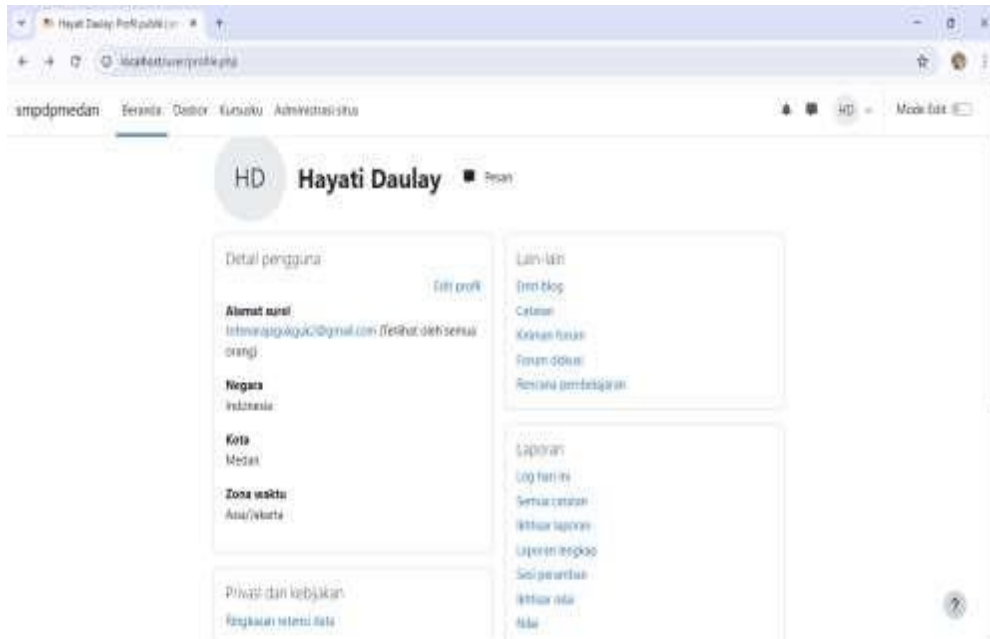 Hayati Daulay: Profil publik
localhost/user/profile.php
smpdpmedan Beranda Dasbor Kursusku Administrasi situs HD Mode Edit
HD Hayati Daulay Pesan
Detail pengguna
Edit profil
Alamat surel
(Terlihat oleh semua
orang)
Negara
Indonesia
Kota
Medan
Zona waktu
Asia/Jakarta
Privasi dan kebijakan
Ringkasan retensi data
Lain-lain
Entri blog
Catatan
Kiriman forum
Forum diskusi
Rencana pembelajaran
Laporan
Log hari ini
Semua catatan
Ikhtisar laporan
Laporan lengkap
Sesi peramban
Ikhtisar nilai
Nilai
?